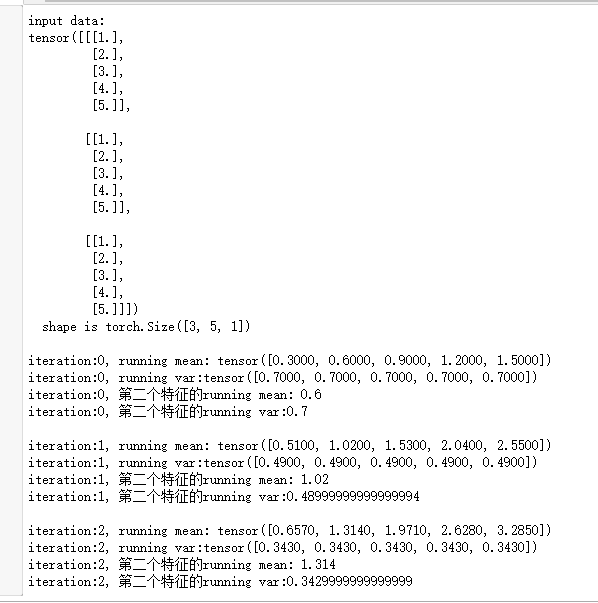 input data:
tensor([[[1.],
[2.],
[3.],
[4.],
[5.]],
[[1.],
[2.],
[3.],
[4.],
[5.]],
[[1.],
[2.],
[3.],
[4.],
[5.]]])
shape is torch.Size([3, 5, 1])
iteration:0, running mean: tensor([0.3000, 0.6000, 0.9000, 1.2000, 1.5000])
iteration:0, running var:tensor([0.7000, 0.7000, 0.7000, 0.7000, 0.7000])
iteration:0, 第二个特征的running mean: 0.6
iteration:0, 第二个特征的running var:0.7
iteration:1, running mean: tensor([0.5100, 1.0200, 1.5300, 2.0400, 2.5500])
iteration:1, running var:tensor([0.4900, 0.4900, 0.4900, 0.4900, 0.4900])
iteration:1, 第二个特征的running mean: 1.02
iteration:1, 第二个特征的running var:0.48999999999999994
iteration:2, running mean: tensor([0.6570, 1.3140, 1.9710, 2.6280, 3.2850])
iteration:2, running var:tensor([0.3430, 0.3430, 0.3430, 0.3430, 0.3430])
iteration:2, 第二个特征的running mean: 1.314
iteration:2, 第二个特征的running var:0.3429999999999999